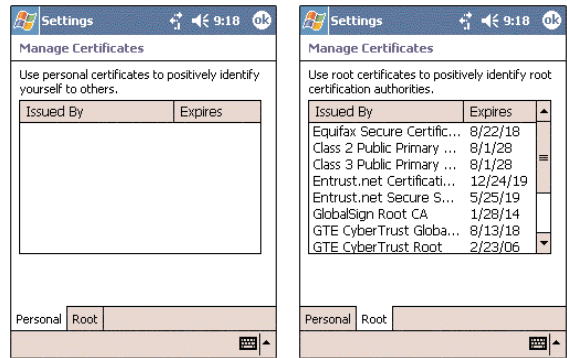 Settings 9:18 ok
Manage Certificates
Use personal certificates to positively identify
yourself to others.
Issued By Expires
Personal Root
Settings 9:18 ok
Manage Certificates
Use root certificates to positively identify root
certification authorities.
Issued By Expires
Equifax Secure Certific... 8/22/18
Class 2 Public Primary ... 8/1/28
Class 3 Public Primary ... 8/1/28
Entrust.net Certificati... 12/24/19
Entrust.net Secure S... 5/25/19
GlobalSign Root CA 1/28/14
GTE CyberTrust Globa... 8/13/18
GTE CyberTrust Root 2/23/06
Personal Root